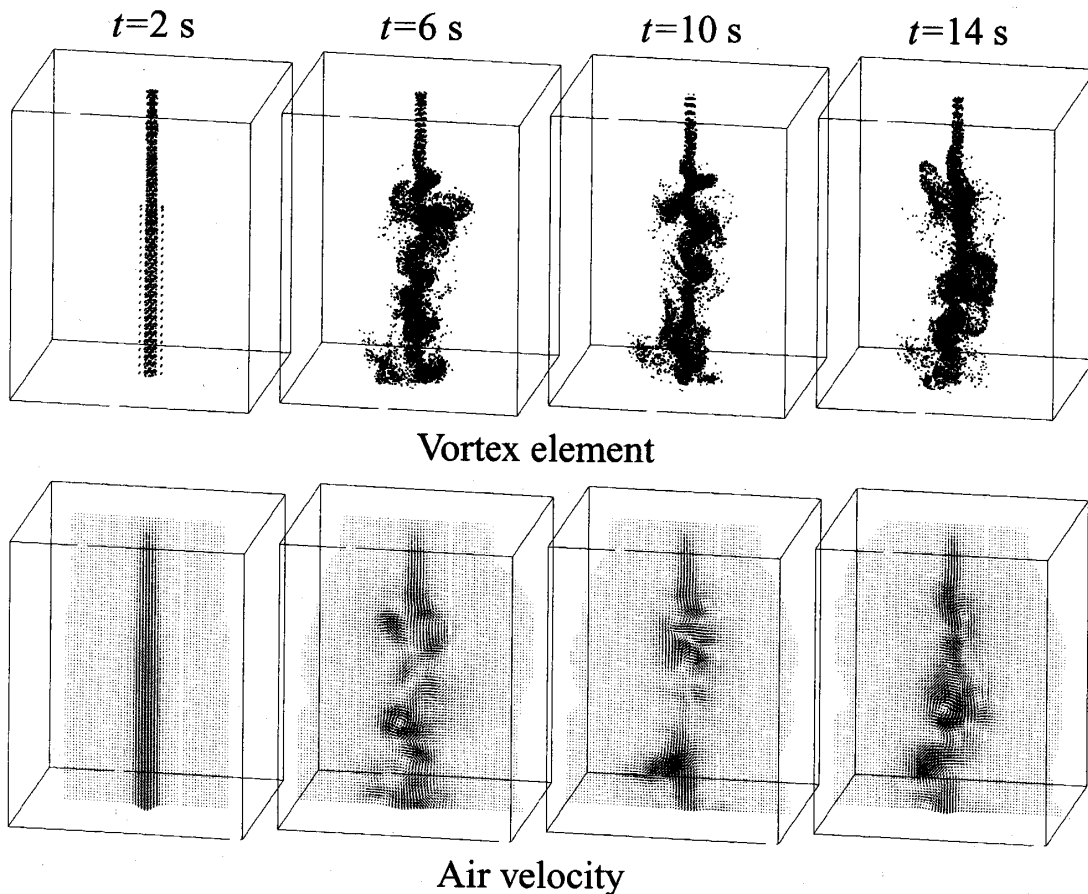 t=2 s
t=6 s
t=10 s
t=14 s
Vortex element
Air velocity